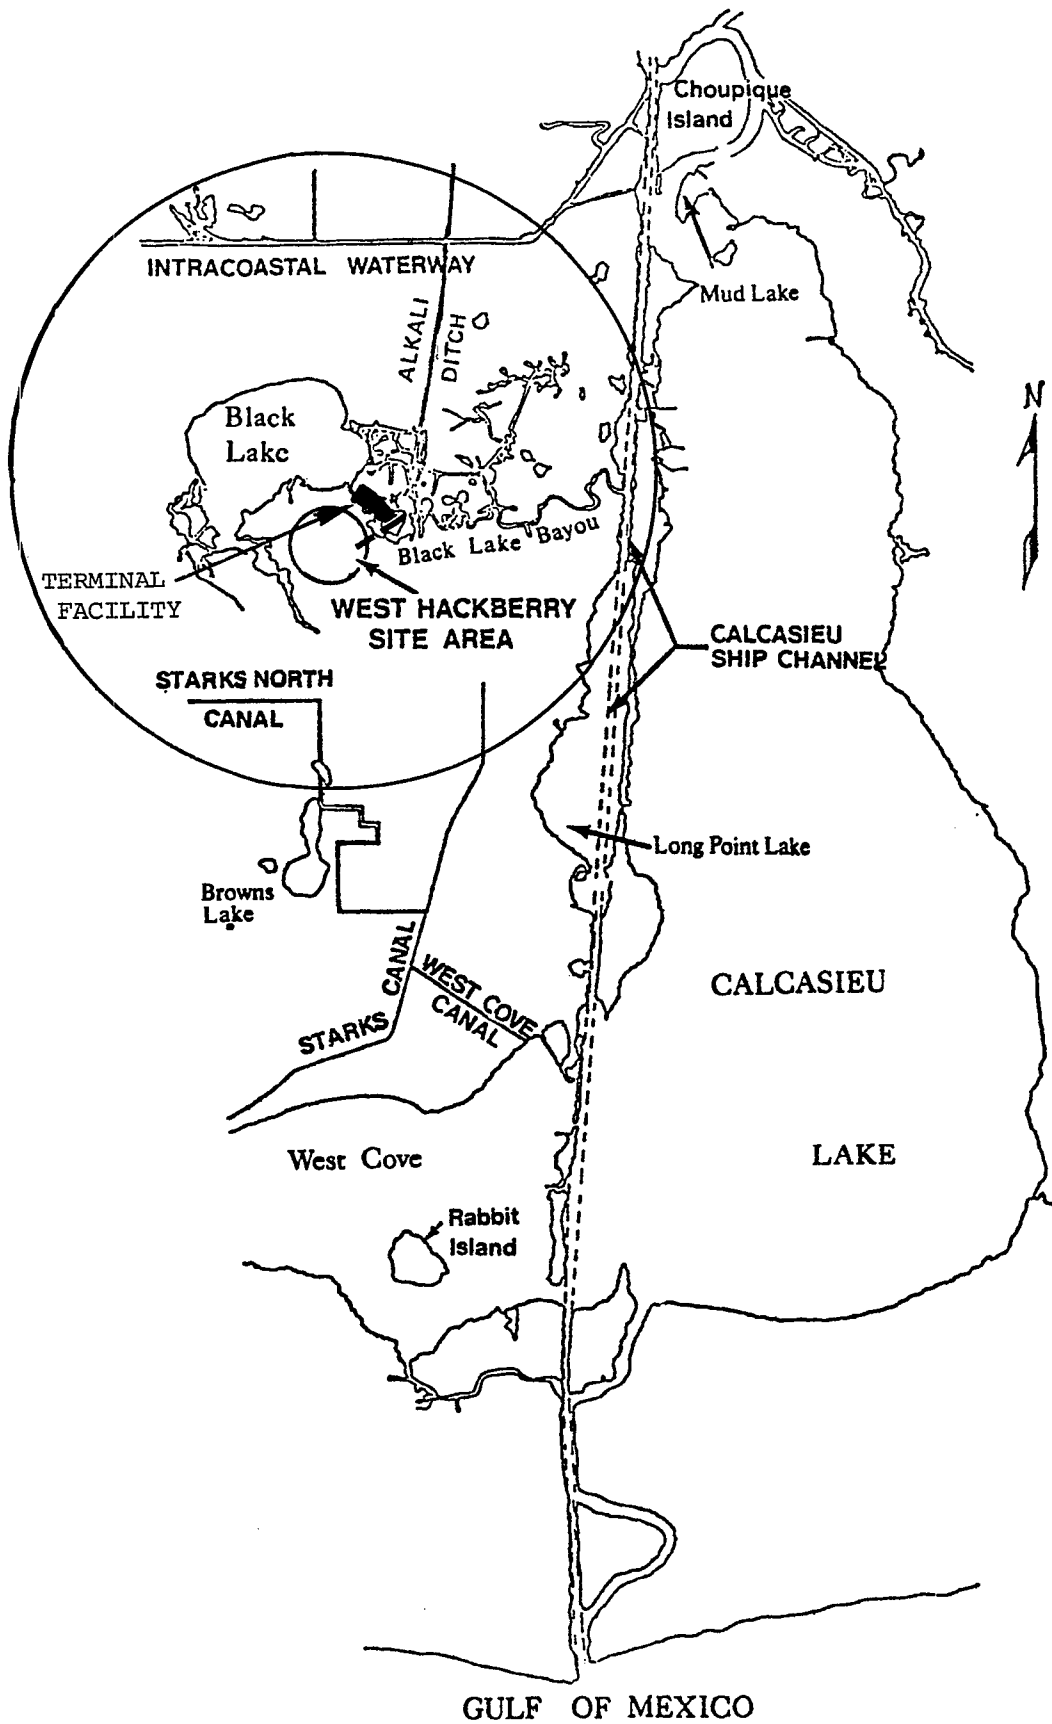 Choupique
Island
INTRACOASTAL WATERWAY
Mud Lake
ALKALI
DITCH
N
Black
Lake
Black Lake Bayou
TERMINAL
FACILITY
WEST HACKBERRY
SITE AREA
CALCASIEU
SHIP CHANNEL
STARKS NORTH
CANAL
Long Point Lake
Browns
Lake
STARKS CANAL
WEST COVE
CANAL
CALCASIEU
LAKE
West Cove
Rabbit
Island
GULF OF MEXICO